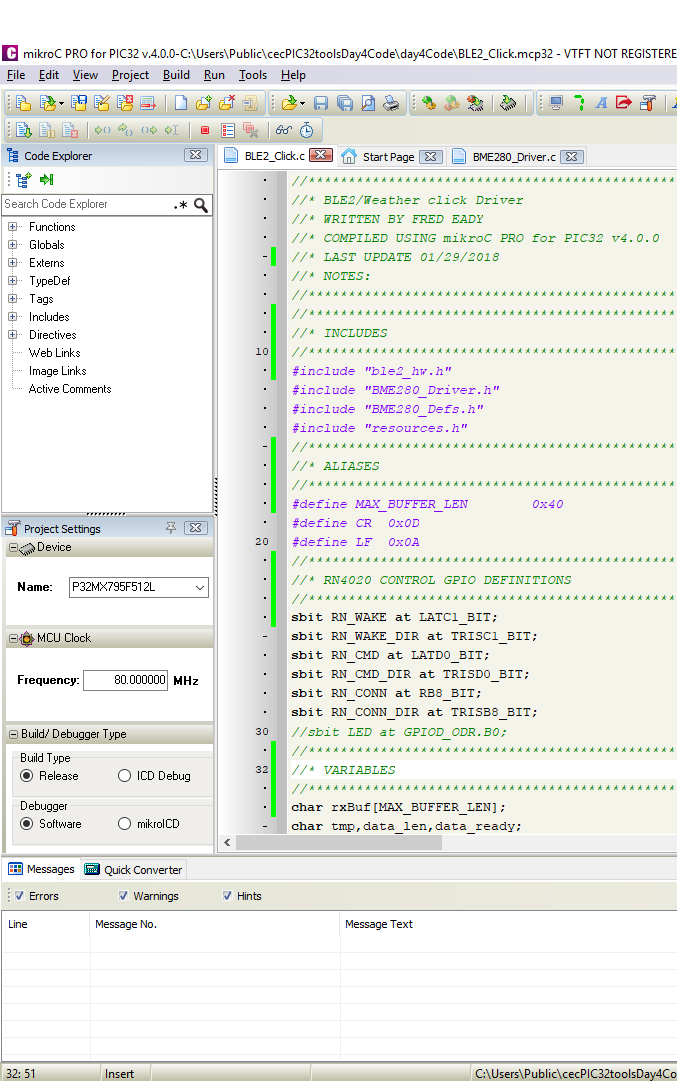 mikroC PRO for PIC32 v.4.0.0-C:\Users\Public\cecPIC32toolsDay4Code\day4Code\BLE2_Click.mcp32 - VTFT NOT REGISTERE
File Edit View Project Build Run Tools Help
Code Explorer
BLE2_Click.c Start Page BME280_Driver.c
Search Code Explorer .*
Functions
Globals
Externs
TypeDef
Tags
Includes
Directives
Web Links
Image Links
Active Comments
//************************************************
//* BLE2/Weather click Driver
//* WRITTEN BY FRED EADY
//* COMPILED USING mikroC PRO for PIC32 v4.0.0
//* LAST UPDATE 01/29/2018
//* NOTES:
//************************************************
//************************************************
//* INCLUDES
10 //************************************************
#include "ble2_hw.h"
#include "BME280_Driver.h"
#include "BME280_Defs.h"
#include "resources.h"
//************************************************
//* ALIASES
//************************************************
#define MAX_BUFFER_LEN 0x40
#define CR 0x0D
20 #define LF 0x0A
//************************************************
//* RN4020 CONTROL GPIO DEFINITIONS
//************************************************
sbit RN_WAKE at LATC1_BIT;
sbit RN_WAKE_DIR at TRISC1_BIT;
sbit RN_CMD at LATD0_BIT;
sbit RN_CMD_DIR at TRISD0_BIT;
sbit RN_CONN at RB8_BIT;
sbit RN_CONN_DIR at TRISB8_BIT;
30 //sbit LED at GPIOD_ODR.B0;
//************************************************
32 //* VARIABLES
//************************************************
char rxBuf[MAX_BUFFER_LEN];
char tmp,data_len,data_ready;
Project Settings
Device
Name: P32MX795F512L
MCU Clock
Frequency: 80.000000 MHz
Build/ Debugger Type
Build Type
Release ICD Debug
Debugger
Software mikroICD
Messages Quick Converter
Errors Warnings Hints
Line Message No. Message Text
32: 51 Insert C:\Users\Public\cecPIC32toolsDay4Co